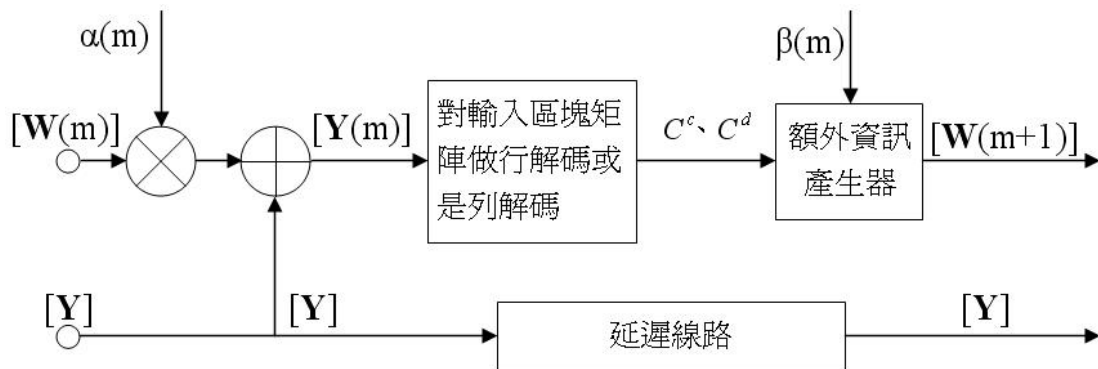 α(m)
β(m)
[W(m)]
[Y(m)]
對輸入區塊矩
陣做行解碼或
是列解碼
C^c、C^d
額外資訊
產生器
[W(m+1)]
[Y]
[Y]
延遲線路
[Y]